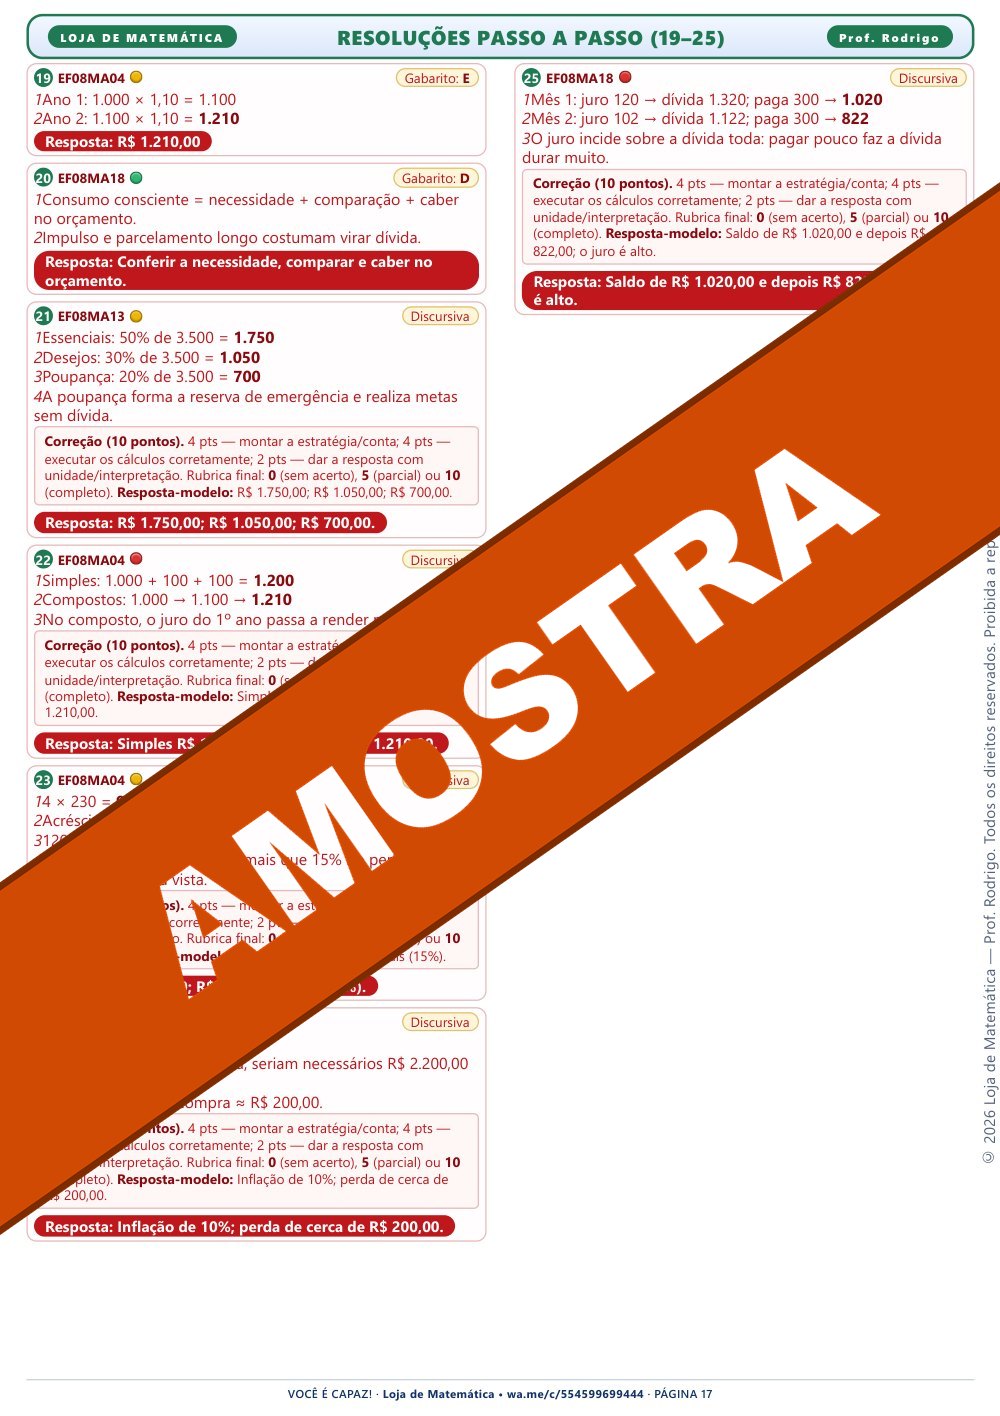 LOJA DE MATEMÁTICA
RESOLUÇÕES PASSO A PASSO (19–25)
Prof. Rodrigo
19 EF08MA04
Gabarito: E
1Ano 1: 1.000 × 1,10 = 1.100
2Ano 2: 1.100 × 1,10 = 1.210
Resposta: R$ 1.210,00
20 EF08MA18
Gabarito: D
1Consumo consciente = necessidade + comparação + caber
no orçamento.
2Impulso e parcelamento longo costumam virar dívida.
Resposta: Conferir a necessidade, comparar e caber no
orçamento.
21 EF08MA13
Discursiva
1Essenciais: 50% de 3.500 = 1.750
2Desejos: 30% de 3.500 = 1.050
3Poupança: 20% de 3.500 = 700
4A poupança forma a reserva de emergência e realiza metas
sem dívida.
Correção (10 pontos). 4 pts — montar a estratégia/conta; 4 pts —
executar os cálculos corretamente; 2 pts — dar a resposta com
unidade/interpretação. Rubrica final: 0 (sem acerto), 5 (parcial) ou 10
(completo). Resposta-modelo: R$ 1.750,00; R$ 1.050,00; R$ 700,00.
Resposta: R$ 1.750,00; R$ 1.050,00; R$ 700,00.
22 EF08MA04
1Simples: 1.000 + 100 + 100 = 1.200
2Compostos: 1.000 → 1.100 → 1.210
3No composto, o juro do 1º ano passa a render
Correção (10 pontos). 4 pts — montar a
executar os cálculos corretamente; 2 pts —
unidade/interpretação. Rubrica final: 0
(completo). Resposta-modelo:
1.210,00.
Resposta: Simples R$
23 EF08MA04
14 × 230 =
mais que 15%
vista.
Rubrica final:
ou 10
(15%).
Discursiva
seriam necessários R$ 2.200,00
≈ R$ 200,00.
4 pts — montar a estratégia/conta; 4 pts —
corretamente; 2 pts — dar a resposta com
Rubrica final: 0 (sem acerto), 5 (parcial) ou 10
Resposta-modelo: Inflação de 10%; perda de cerca de
200,00.
Resposta: Inflação de 10%; perda de cerca de R$ 200,00.
25 EF08MA18
Discursiva
1Mês 1: juro 120 → dívida 1.320; paga 300 → 1.020
2Mês 2: juro 102 → dívida 1.122; paga 300 → 822
3O juro incide sobre a dívida toda: pagar pouco faz a dívida
durar muito.
Correção (10 pontos). 4 pts — montar a estratégia/conta; 4 pts —
executar os cálculos corretamente; 2 pts — dar a resposta com
unidade/interpretação. Rubrica final: 0 (sem acerto), 5 (parcial) ou 10
(completo). Resposta-modelo: Saldo de R$ 1.020,00 e depois R$
822,00; o juro é alto.
Resposta: Saldo de R$ 1.020,00 e depois R$
é alto.
AMOSTRA
© 2026 Loja de Matemática — Prof. Rodrigo. Todos os direitos reservados. Proibida a
VOCÊ É CAPAZ! · Loja de Matemática • wa.me/c/554599699444 · PÁGINA 17